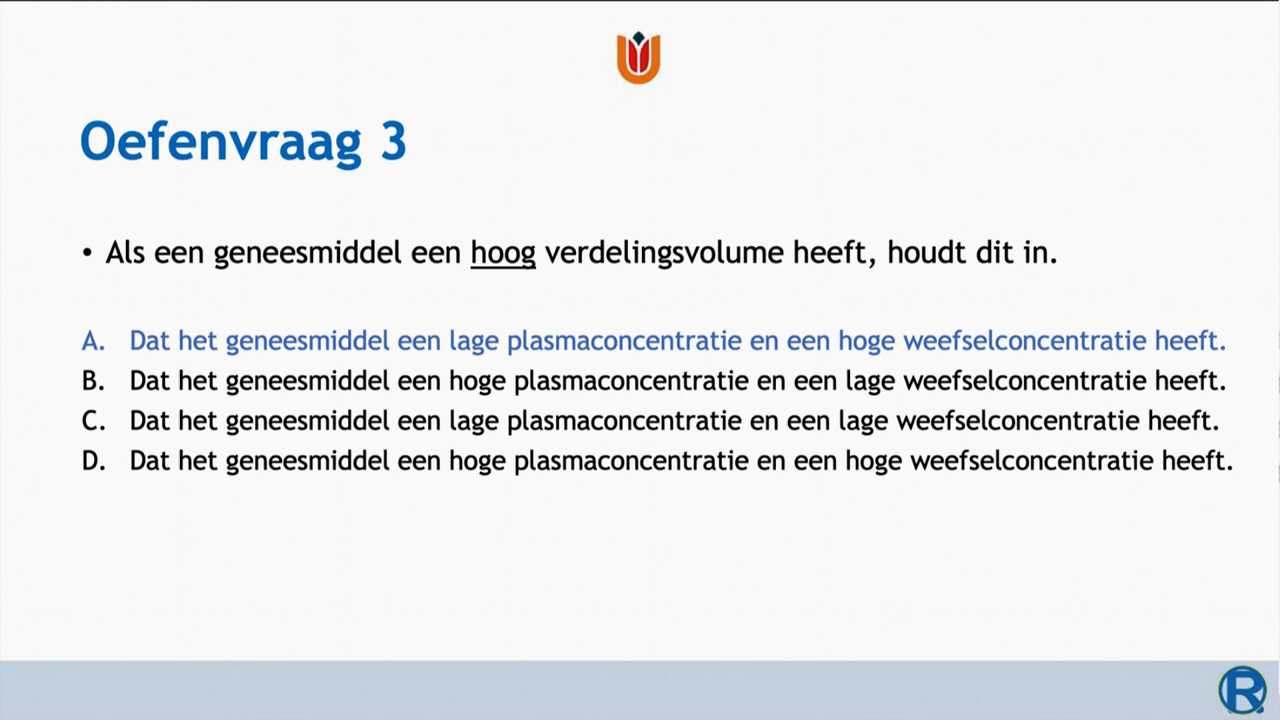 Oefenvraag 3
• Als een geneesmiddel een hoog verdelingsvolume heeft, houdt dit in.
A. Dat het geneesmiddel een lage plasmaconcentratie en een hoge weefselconcentratie heeft.
B. Dat het geneesmiddel een hoge plasmaconcentratie en een lage weefselconcentratie heeft.
C. Dat het geneesmiddel een lage plasmaconcentratie en een lage weefselconcentratie heeft.
D. Dat het geneesmiddel een hoge plasmaconcentratie en een hoge weefselconcentratie heeft.
R